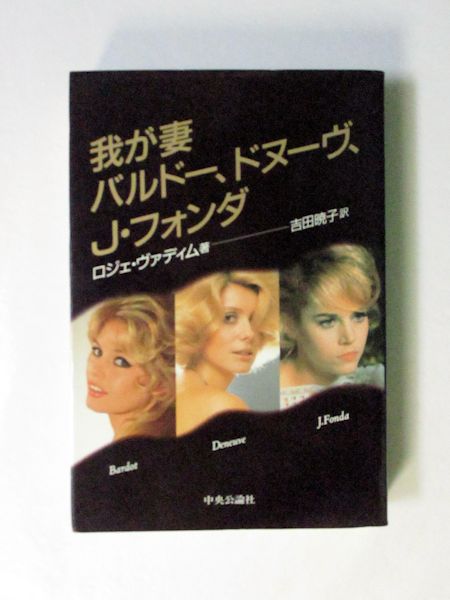 我が妻
バルドー、ドヌーヴ、
J・フォンダ
ロジェ・ヴァディム著
吉田暁子訳
Bardot
Deneuve
J.Fonda
中央公論社